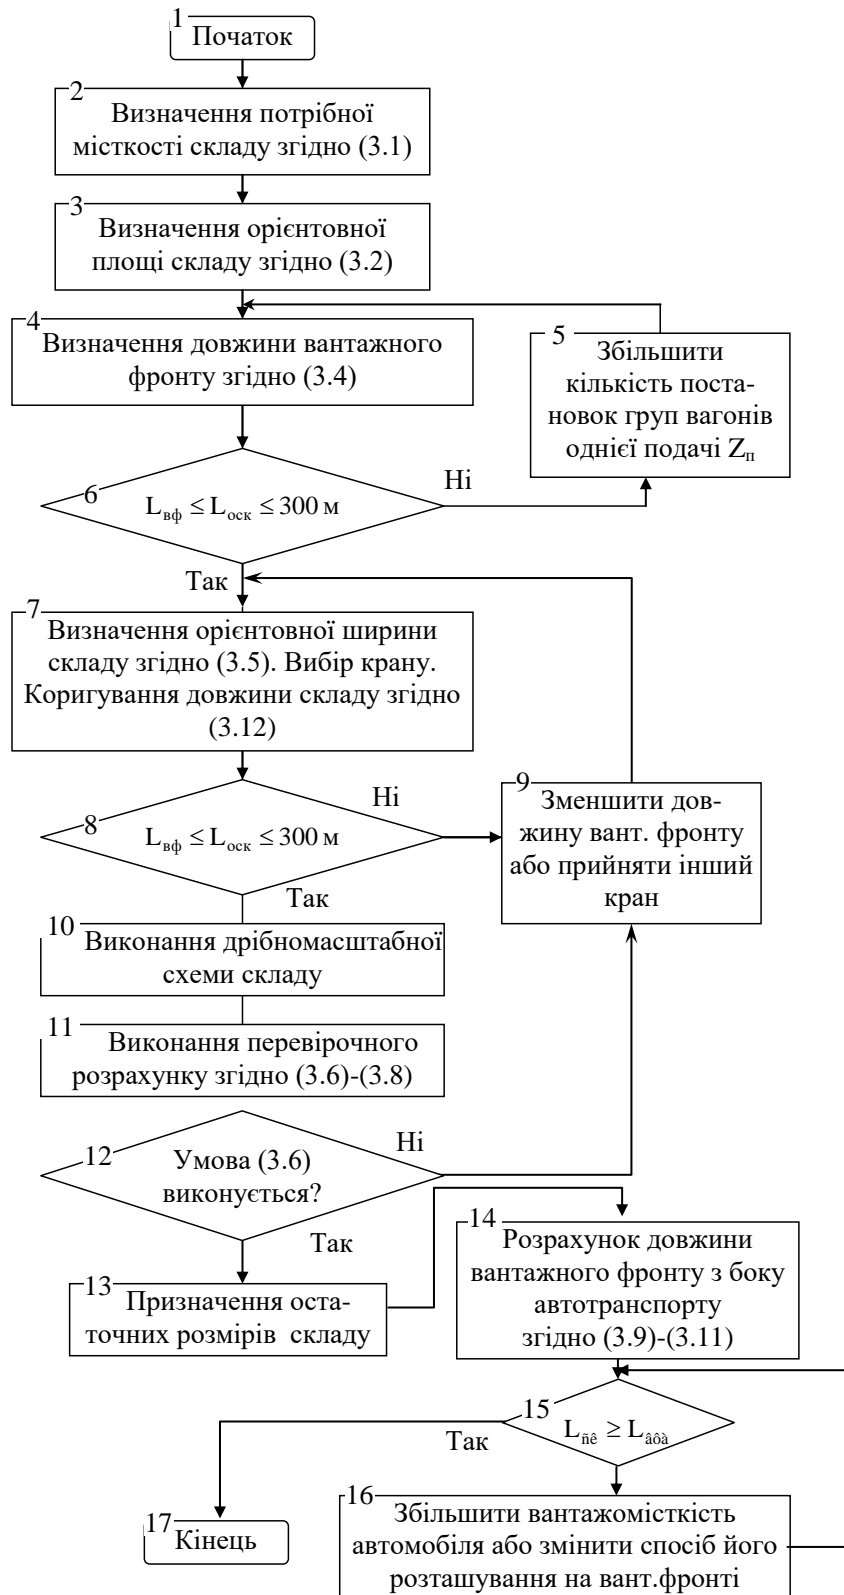 1
Початок
2
Визначення потрібної
місткості складу згідно (3.1)
3
Визначення орієнтовної
площі складу згідно (3.2)
4
Визначення довжини вантажного
фронту згідно (3.4)
5
Збільшити
кількість поста-
новок груп вагонів
однієї подачі Zп
6
Lвф ≤ Lоск ≤ 300 м
Ні
Так
7
Визначення орієнтовної ширини
складу згідно (3.5). Вибір крану.
Коригування довжини складу згідно
(3.12)
8
Lвф ≤ Lоск ≤ 300 м
Ні
9
Зменшити дов-
жину вант. фронту
або прийняти інший
кран
Так
10
Виконання дрібномасштабної
схеми складу
11
Виконання перевірочного
розрахунку згідно (3.6)-(3.8)
12
Умова (3.6)
виконується?
Ні
Так
13
Призначення оста-
точних розмірів складу
14
Розрахунок довжини
вантажного фронту з боку
автотранспорту
згідно (3.9)-(3.11)
15
Lñê ≥ Lâôà
Так
16
Збільшити вантажомісткість
автомобіля або змінити спосіб його
розташування на вант.фронті
17
Кінець